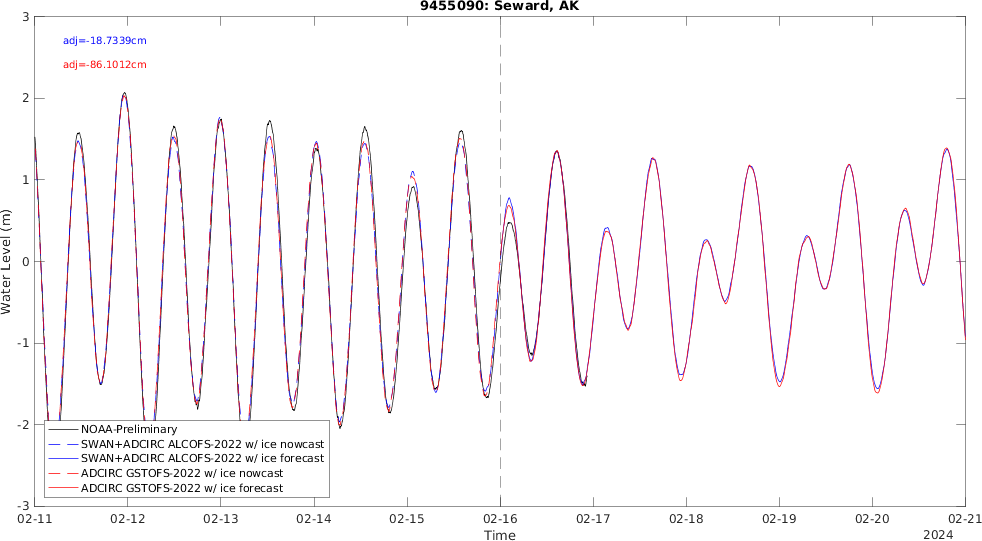 9455090: Seward, AK
adj=-18.7339cm
adj=-86.1012cm
Water Level (m)
3
2
1
0
-1
-2
-3
NOAA-Preliminary
SWAN+ADCIRC ALCOFS-2022 w/ ice nowcast
SWAN+ADCIRC ALCOFS-2022 w/ ice forecast
ADCIRC GSTOFS-2022 w/ ice nowcast
ADCIRC GSTOFS-2022 w/ ice forecast
02-11 02-12 02-13 02-14 02-15 02-16 02-17 02-18 02-19 02-20 02-21
Time
2024